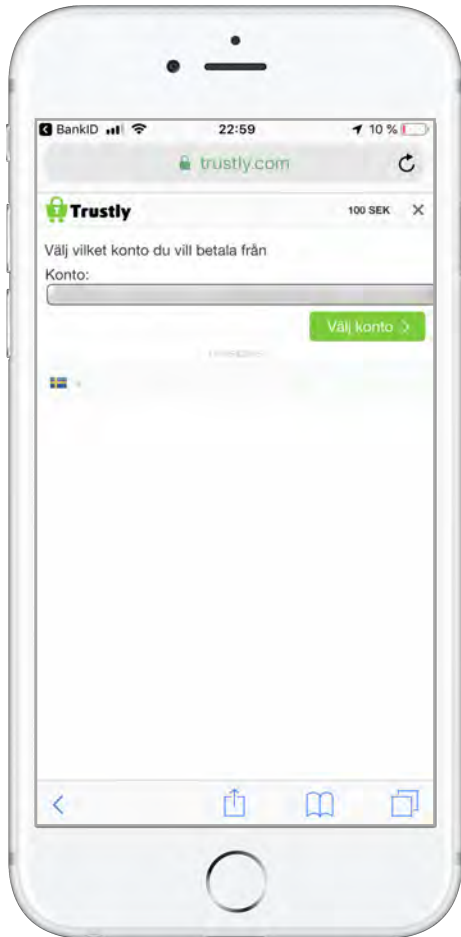 BankID 22:59 10 %
trustly.com
Trustly 100 SEK
Välj vilket konto du vill betala från
Konto:
Välj konto